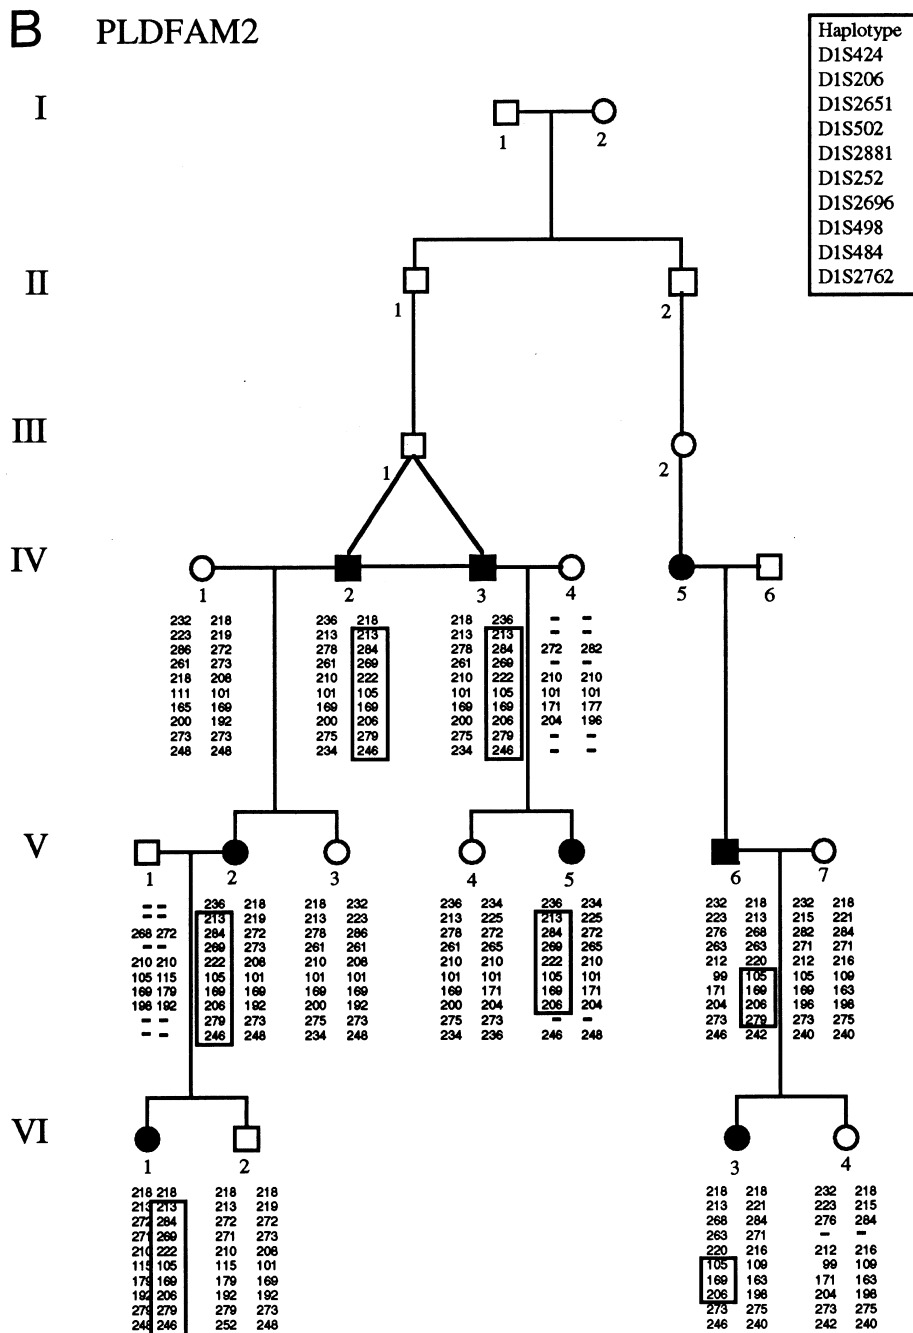 B PLDFAM2
Haplotype
D1S424
D1S206
D1S2651
D1S502
D1S2881
D1S252
D1S2696
D1S498
D1S484
D1S2762
I
1 2
II
1 2
III
1 2
IV
1 2 3 4 5 6
232 218 236 218 218 236 - -
223 219 213 213 213 213 - -
286 272 278 284 278 284 272 282
261 273 261 269 261 269 - -
218 208 210 222 210 222 210 210
111 101 101 105 101 105 101 101
165 169 169 169 169 169 171 177
200 192 200 206 200 206 204 196
273 273 275 279 275 279 - -
248 248 234 246 234 246 - -
V
1 2 3 4 5 6 7
- - 236 218 218 232 236 234 236 234 232 218 232 218
- - 213 219 213 223 213 225 213 225 223 213 215 221
268 272 284 272 278 286 278 272 284 272 276 268 282 284
- - 269 273 261 261 261 265 269 265 263 263 271 271
210 210 222 208 210 208 210 210 222 210 212 220 212 216
105 115 105 101 101 101 101 101 105 101 99 105 105 109
169 179 169 169 169 169 169 171 169 171 171 169 169 163
198 192 206 192 200 192 200 204 206 204 204 206 196 198
- - 279 273 275 273 275 273 - - 273 279 273 275
- - 246 248 234 248 234 236 246 248 246 242 240 240
VI
1 2 3 4
218 218 218 218 218 218 232 218
213 213 213 219 213 221 223 215
272 284 272 272 268 284 276 284
271 269 271 273 263 271 - -
210 222 210 208 220 216 212 216
115 105 115 101 105 109 99 109
179 169 179 169 169 163 171 163
192 206 192 192 206 198 204 198
279 279 279 273 273 275 273 275
248 246 252 248 246 240 242 240